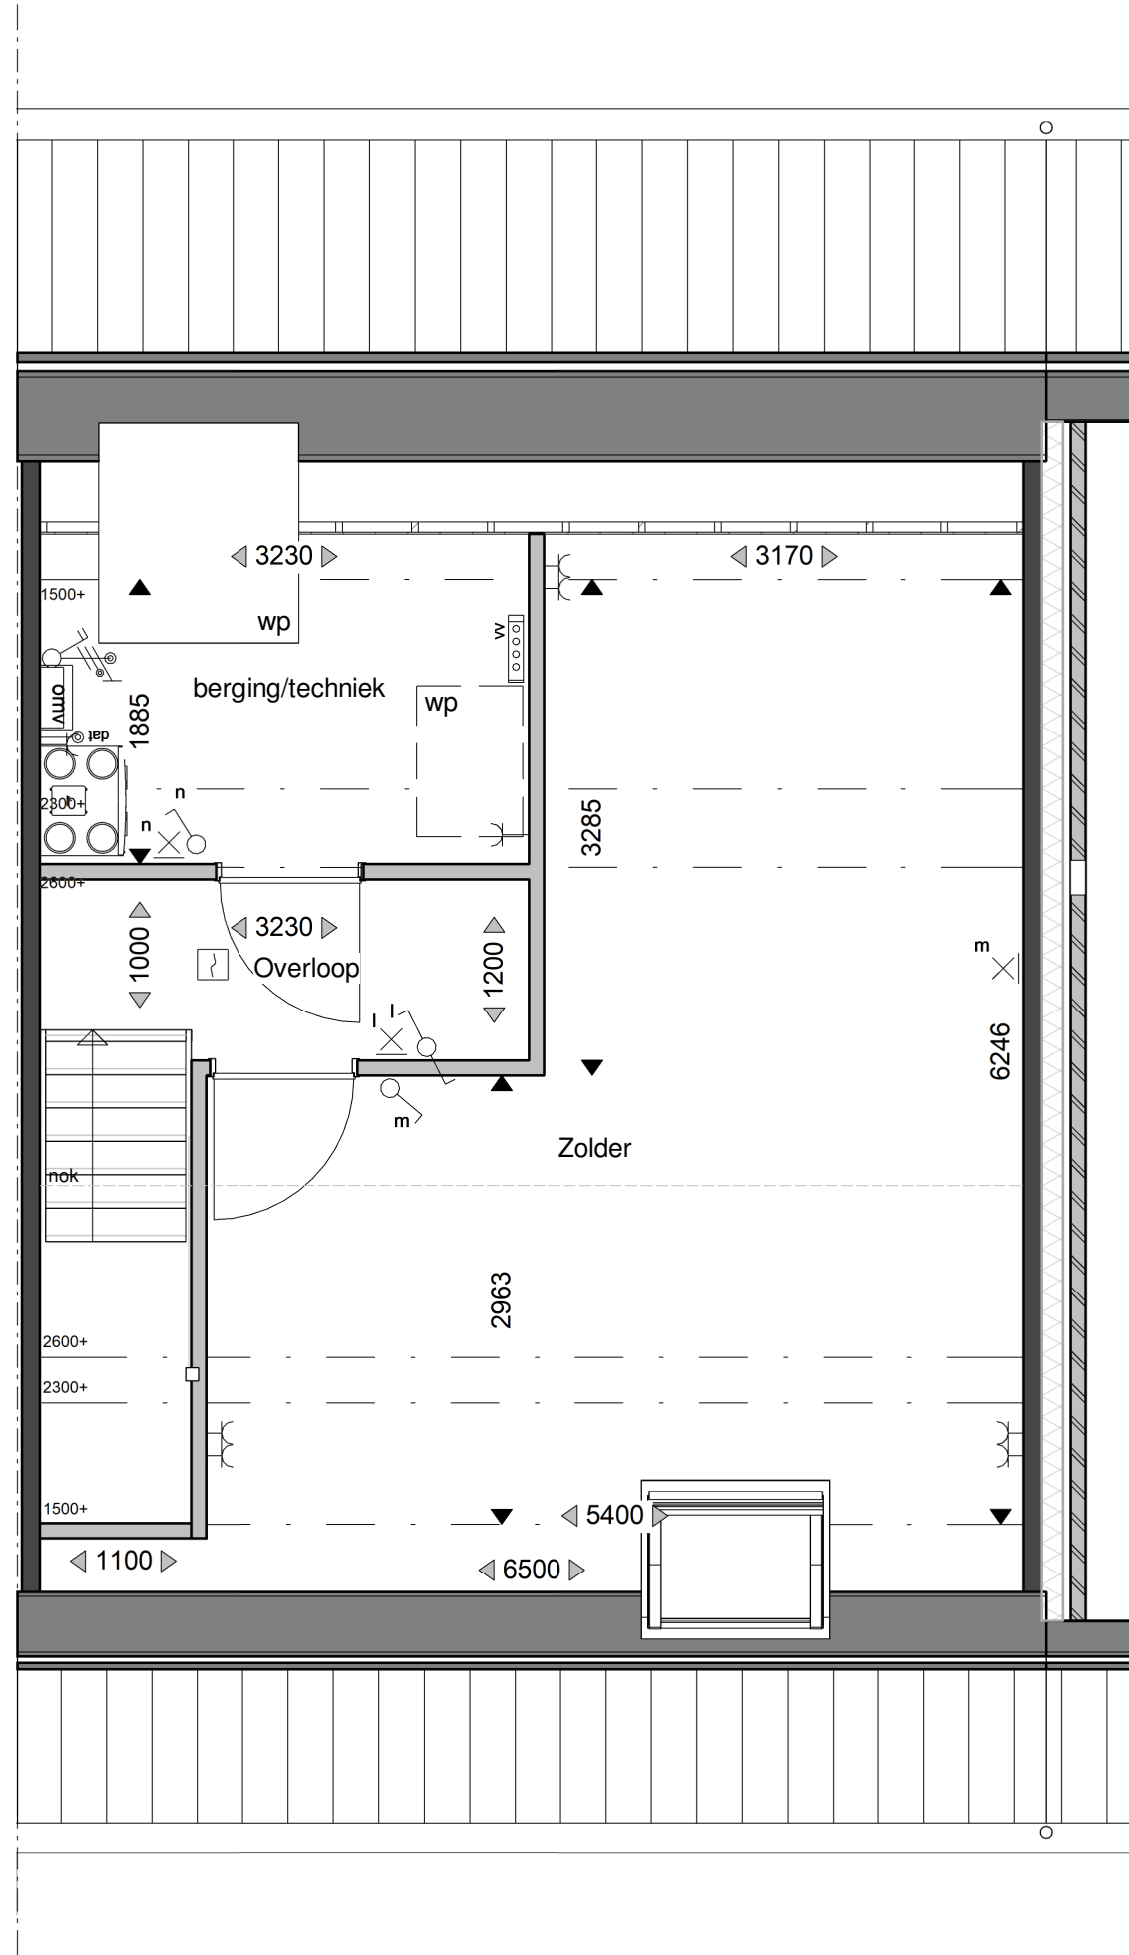 3230
3170
1500+
wp
vv
berging/techniek
omv
wp
1885
dat
n
2300+
n
3285
2600+
3230
m
1000
Overloop
1200
l
l
6246
m
Zolder
nok
2963
2600+
2300+
1500+
5400
1100
6500